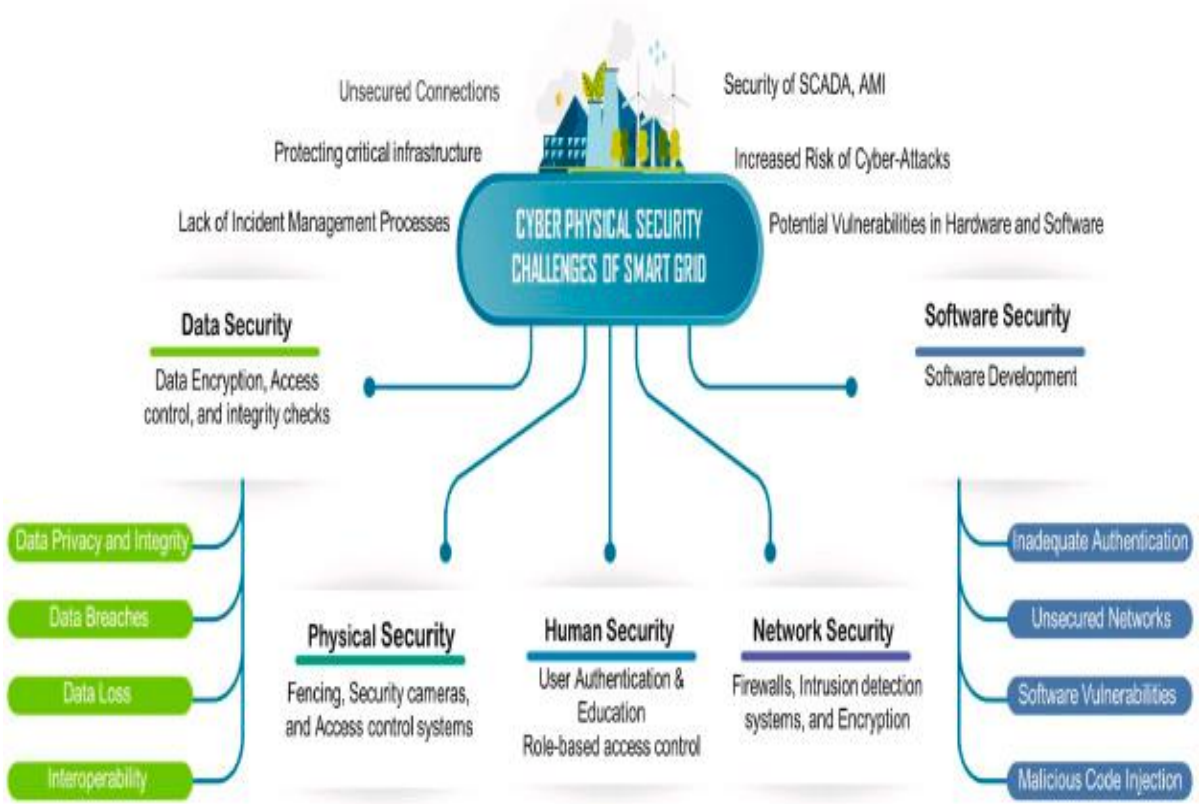 Unsecured Connections
Security of SCADA, AMI
Protecting critical infrastructure
Increased Risk of Cyber-Attacks
Lack of Incident Management Processes
CYBER PHYSICAL SECURITY
CHALLENGES OF SMART GRID
Potential Vulnerabilities in Hardware and Software
Data Security
Data Encryption, Access
control, and integrity checks
Software Security
Software Development
Data Privacy and Integrity
Data Breaches
Data Loss
Interoperability
Physical Security
Fencing, Security cameras,
and Access control systems
Human Security
User Authentication &
Education
Role-based access control
Network Security
Firewalls, Intrusion detection
systems, and Encryption
Inadequate Authentication
Unsecured Networks
Software Vulnerabilities
Malicious Code Injection